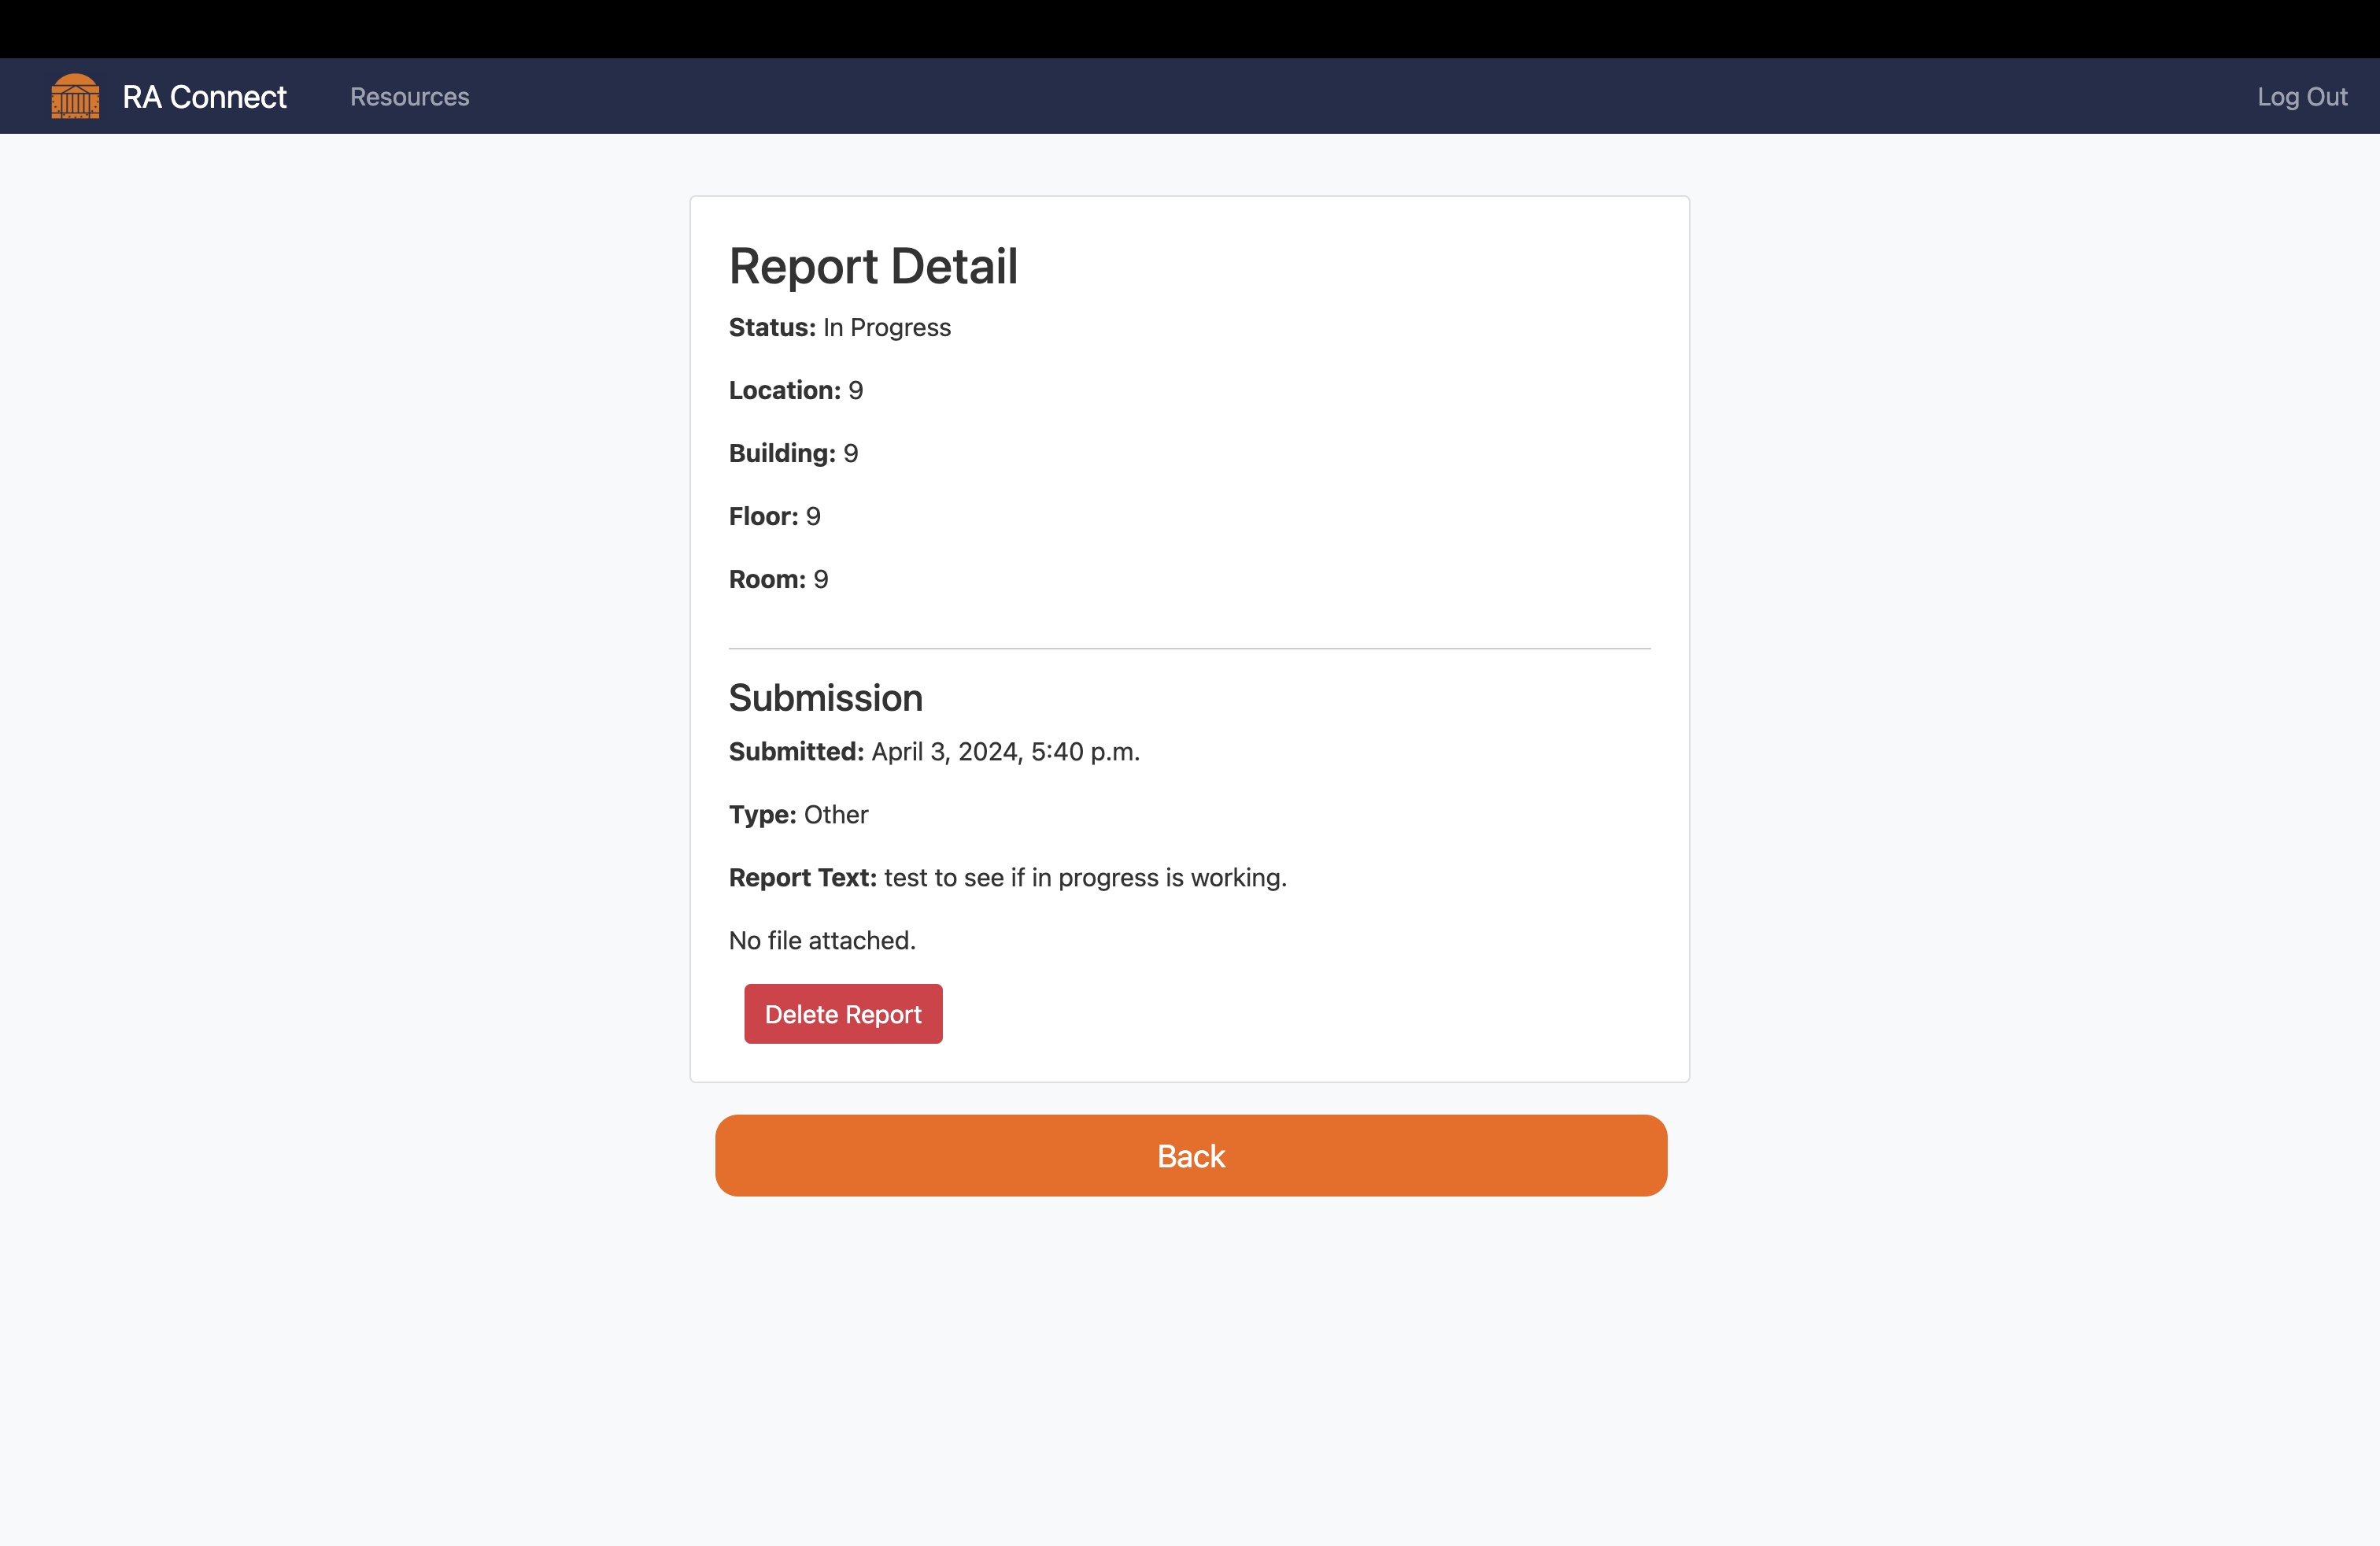 RA Connect
Resources
Log Out
Report Detail
Status: In Progress
Location: 9
Building: 9
Floor: 9
Room: 9
Submission
Submitted: April 3, 2024, 5:40 p.m.
Type: Other
Report Text: test to see if in progress is working.
No file attached.
Delete Report
Back